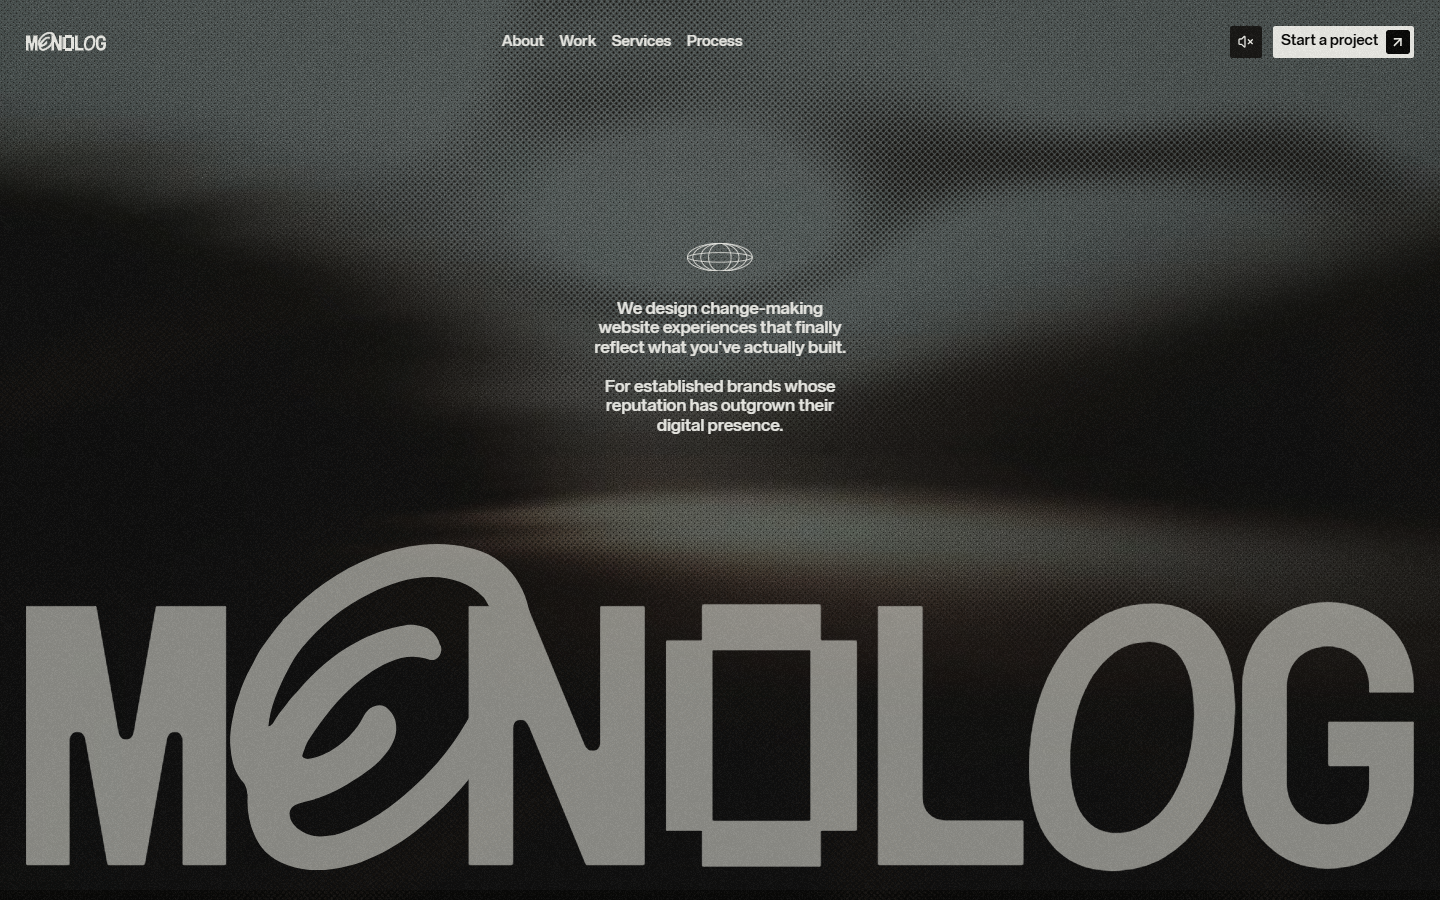 MONOLOG
About Work Services Process
Start a project
We design change-making
website experiences that finally
reflect what you've actually built.
For established brands whose
reputation has outgrown their
digital presence.
MONOLOG